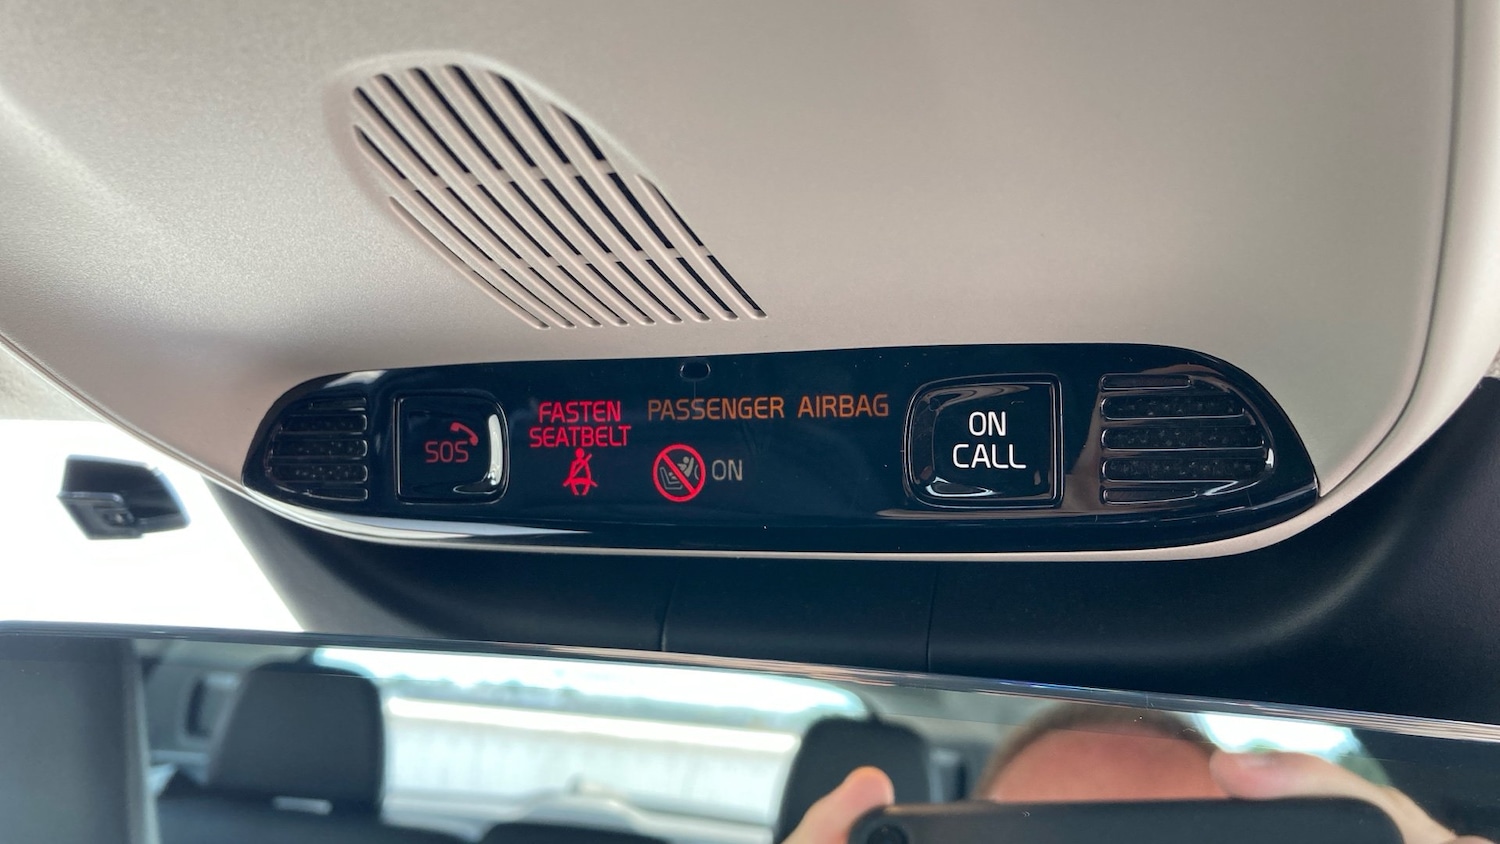 SOS
FASTEN
SEATBELT
PASSENGER AIRBAG
ON
ON
CALL